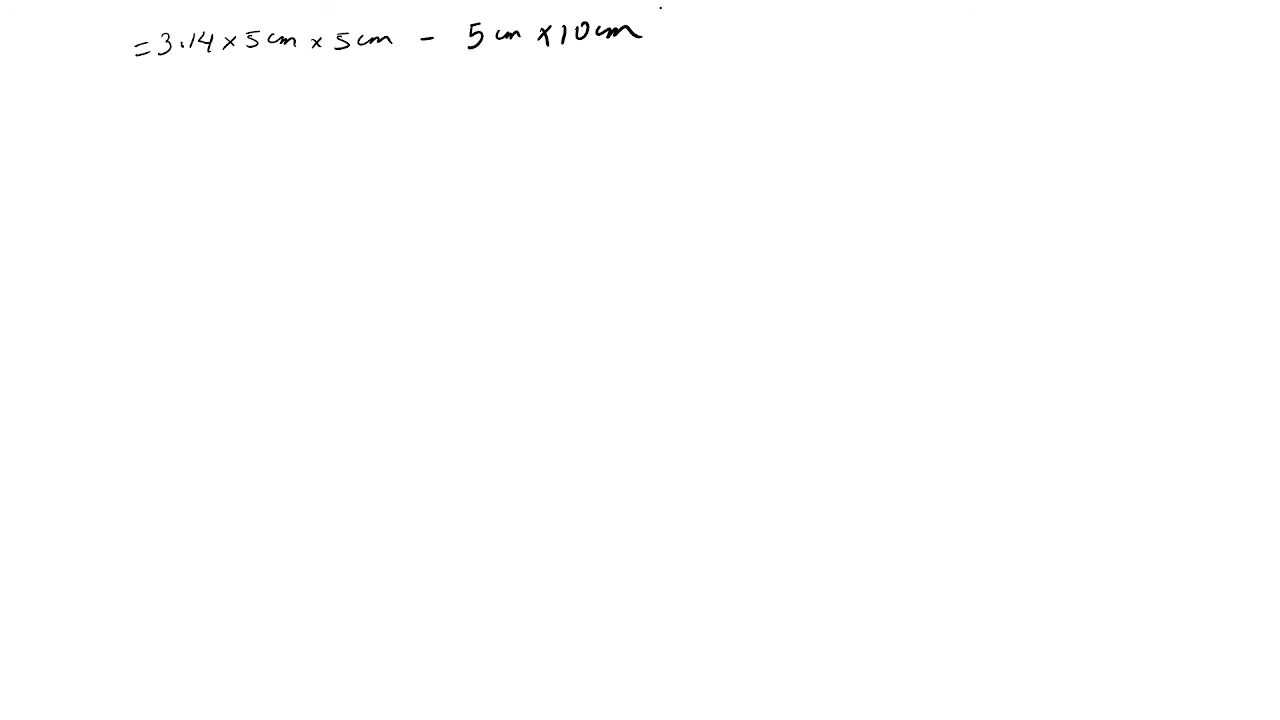 =3.14 × 5cm × 5cm - 5cm × 10cm